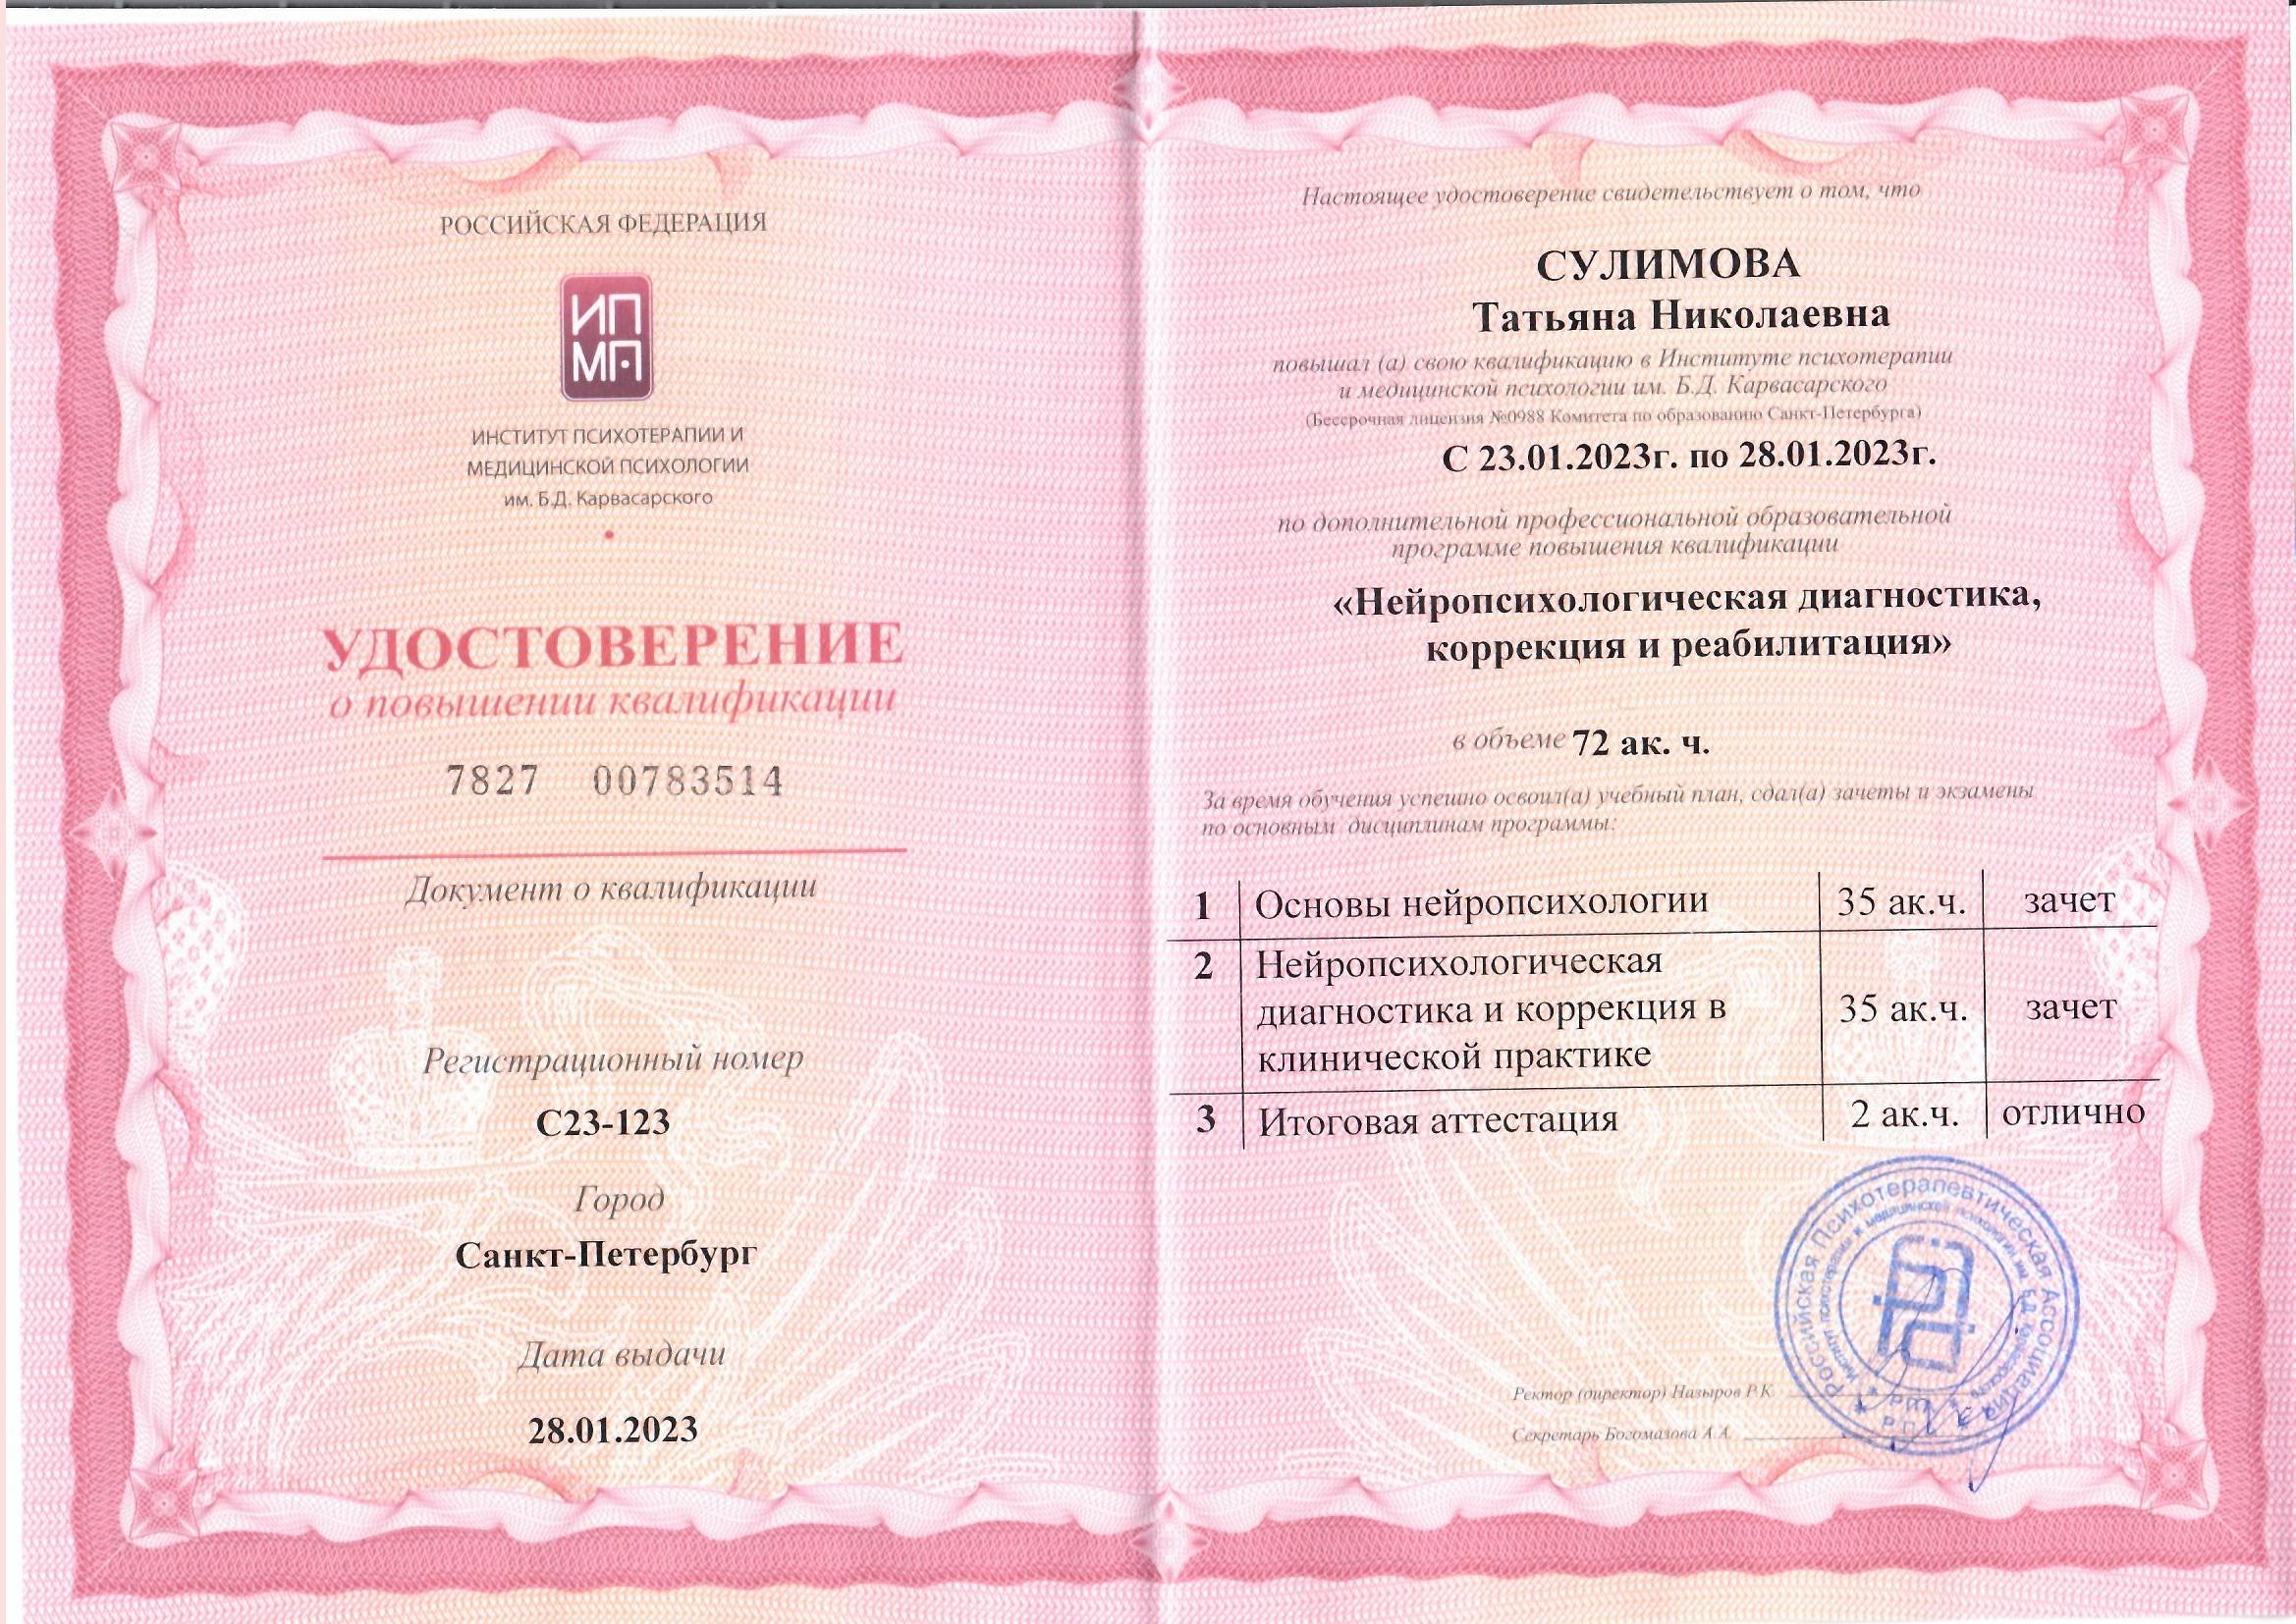 РОССИЙСКАЯ ФЕДЕРАЦИЯ
ИП
МП
ИНСТИТУТ ПСИХОТЕРАПИИ И
МЕДИЦИНСКОЙ ПСИХОЛОГИИ
им. Б.Д. Карвасарского
УДОСТОВЕРЕНИЕ
о повышении квалификации
7827 00783514
Документ о квалификации
Регистрационный номер
С23-123
Город
Санкт-Петербург
Дата выдачи
28.01.2023
Настоящее удостоверение свидетельствует о том, что
СУЛИМОВА
Татьяна Николаевна
повышал (а) свою квалификацию в Институте психотерапии
и медицинской психологии им. Б.Д. Карвасарского
(Бессрочная лицензия №0988 Комитета по образованию Санкт-Петербурга)
С 23.01.2023г. по 28.01.2023г.
по дополнительной профессиональной образовательной
программе повышения квалификации
«Нейропсихологическая диагностика,
коррекция и реабилитация»
в объеме 72 ак. ч.
За время обучения успешно освоил(а) учебный план, сдал(а) зачеты и экзамены
по основным дисциплинам программы:
1 Основы нейропсихологии 35 ак.ч. зачет
2 Нейропсихологическая
диагностика и коррекция в 35 ак.ч. зачет
клинической практике
3 Итоговая аттестация 2 ак.ч. отлично
Российская Психотерапевтическая Ассоциация
Институт психотерапии и медицинской психологии им. Б.Д. Карвасарского
Ректор (директор) Назыров Р.К.
Секретарь Богомазова А.А.